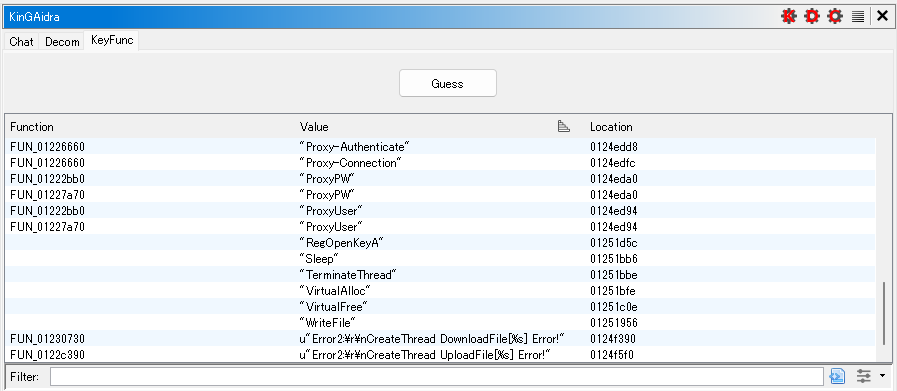 KinGAidra
Chat Decom KeyFunc
Guess
Function Value Location
FUN_01226660 "Proxy-Authenticate" 0124edd8
FUN_01226660 "Proxy-Connection" 0124edfc
FUN_01222bb0 "ProxyPW" 0124eda0
FUN_01227a70 "ProxyPW" 0124eda0
FUN_01222bb0 "ProxyUser" 0124ed94
FUN_01227a70 "ProxyUser" 0124ed94
"RegOpenKeyA" 01251d5c
"Sleep" 01251bb6
"TerminateThread" 01251bbe
"VirtualAlloc" 01251bfe
"VirtualFree" 01251c0e
"WriteFile" 01251956
FUN_01230730 u"Error2:¥r¥nCreateThread DownloadFile[%s] Error!" 0124f390
FUN_0122c390 u"Error2:¥r¥nCreateThread UploadFile[%s] Error!" 0124f5f0
Filter: